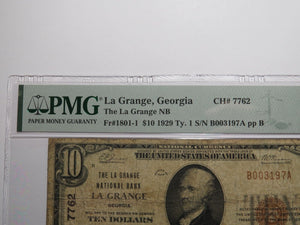 PMG
PAPER MONEY GUARANTY
La Grange, Georgia
CH# 7762
The La Grange NB
Fr#1801-1 $10 1929 Ty. 1 S/N B003197A pp B
10
THE UNITED STATES OF AMERICA
THE LA GRANGE
NATIONAL BANK
LA GRANGE
GEORGIA
TEN DOLLARS
B003197A
7762